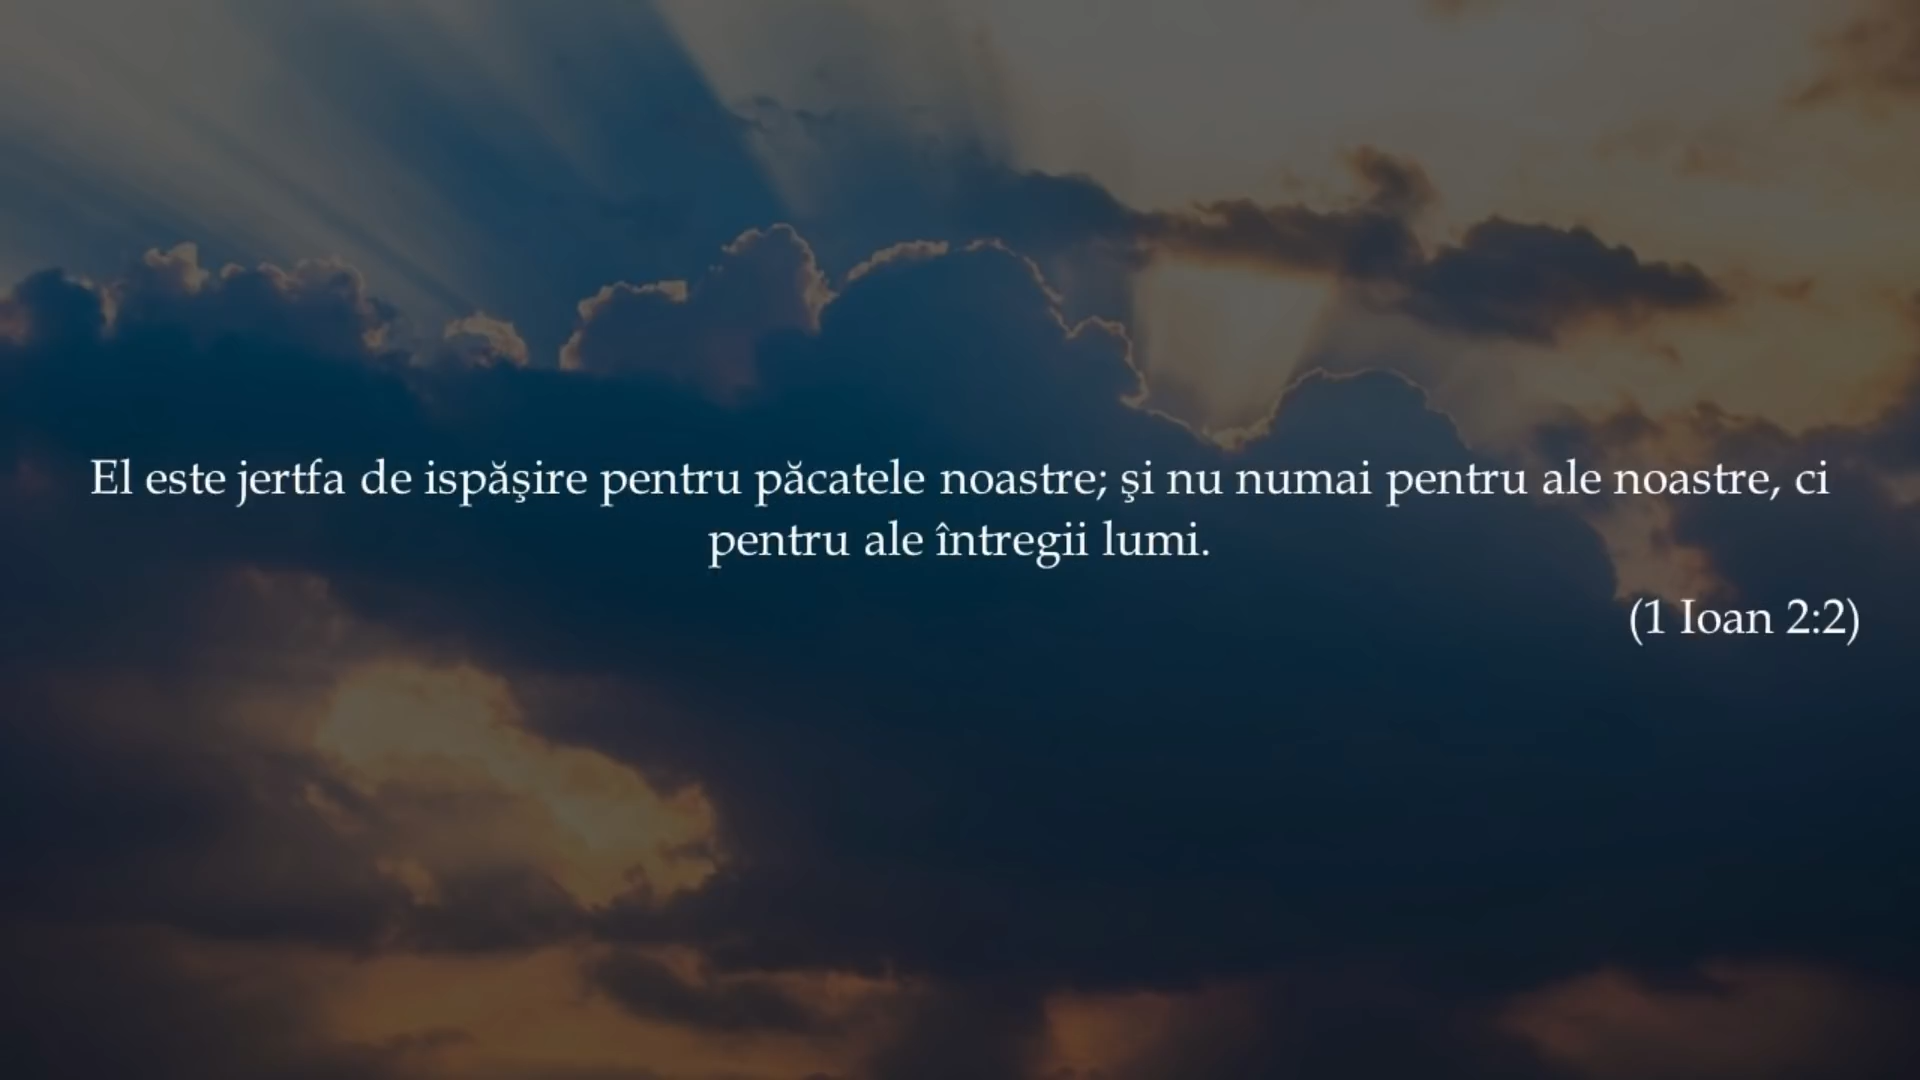 El este jertfa de ispăşire pentru păcatele noastre; şi nu numai pentru ale noastre, ci
pentru ale întregii lumi.
(1 Ioan 2:2)